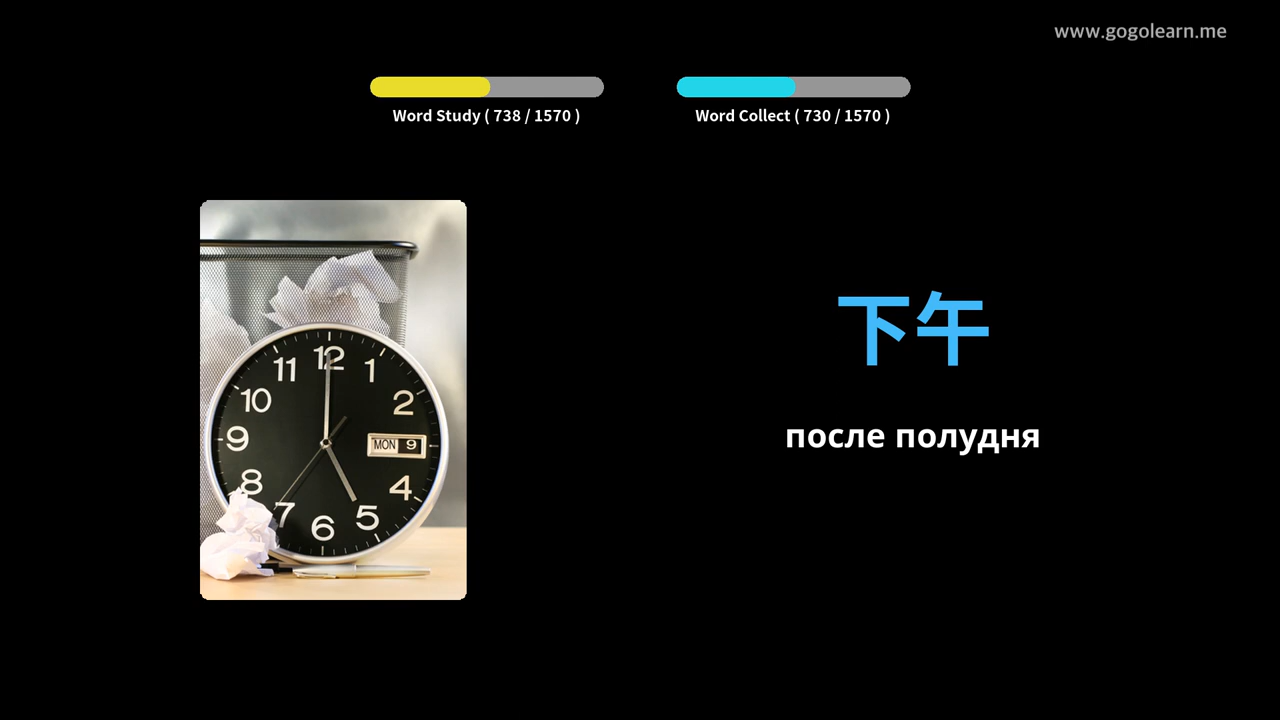 www.gogolearn.me
Word Study ( 738 / 1570 )
Word Collect ( 730 / 1570 )
下午
после полудня
12
11
1
10
2
9
MON 9
8
4
7
5
6